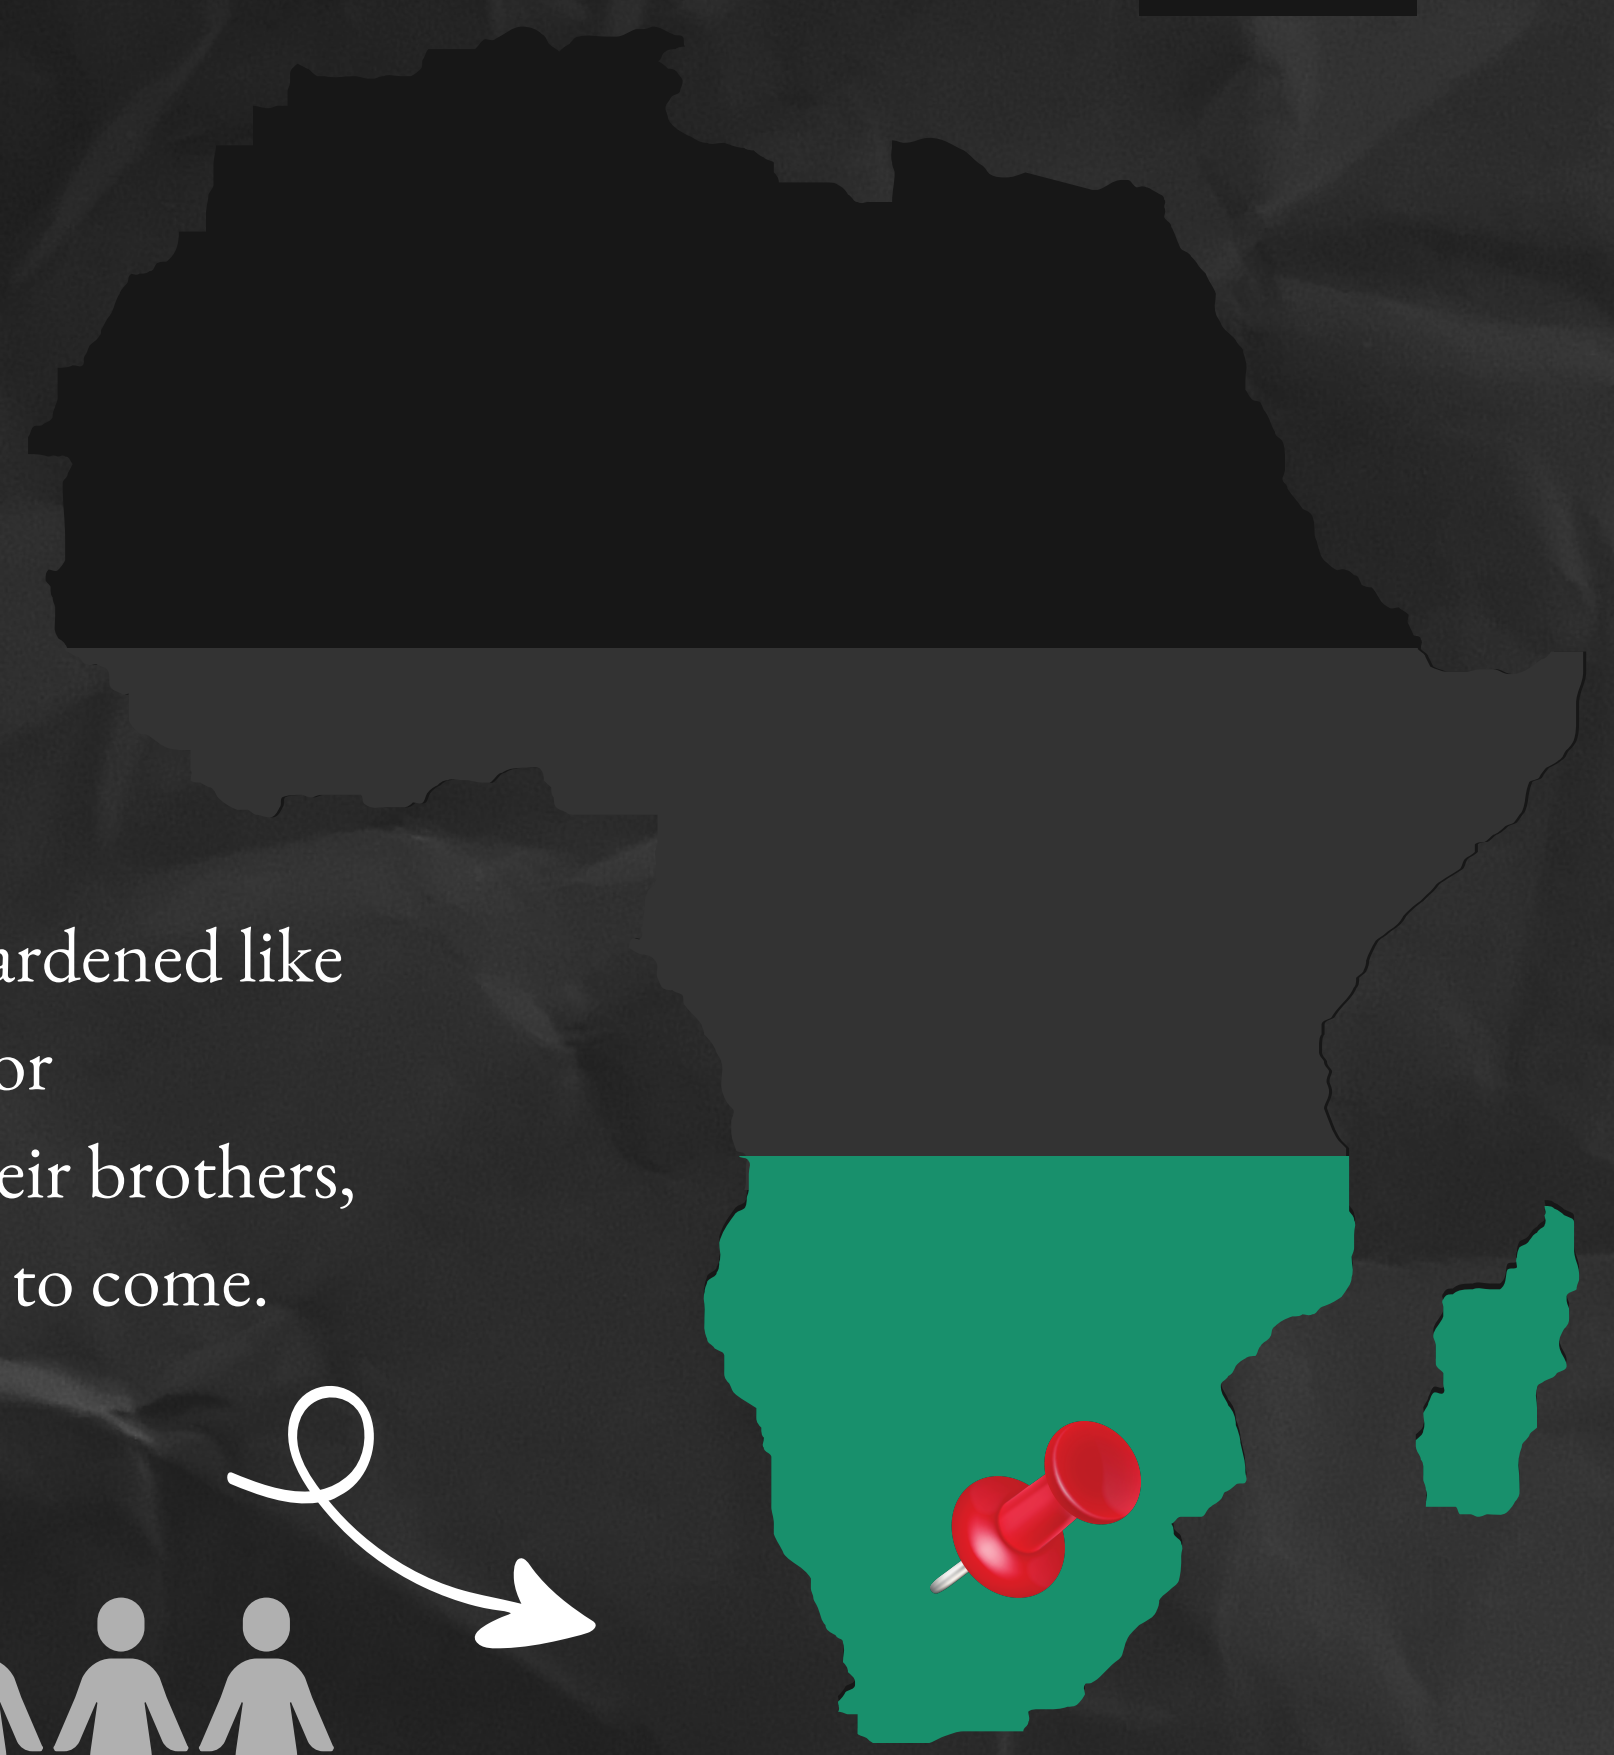 ardened like
or
eir brothers,
to come.